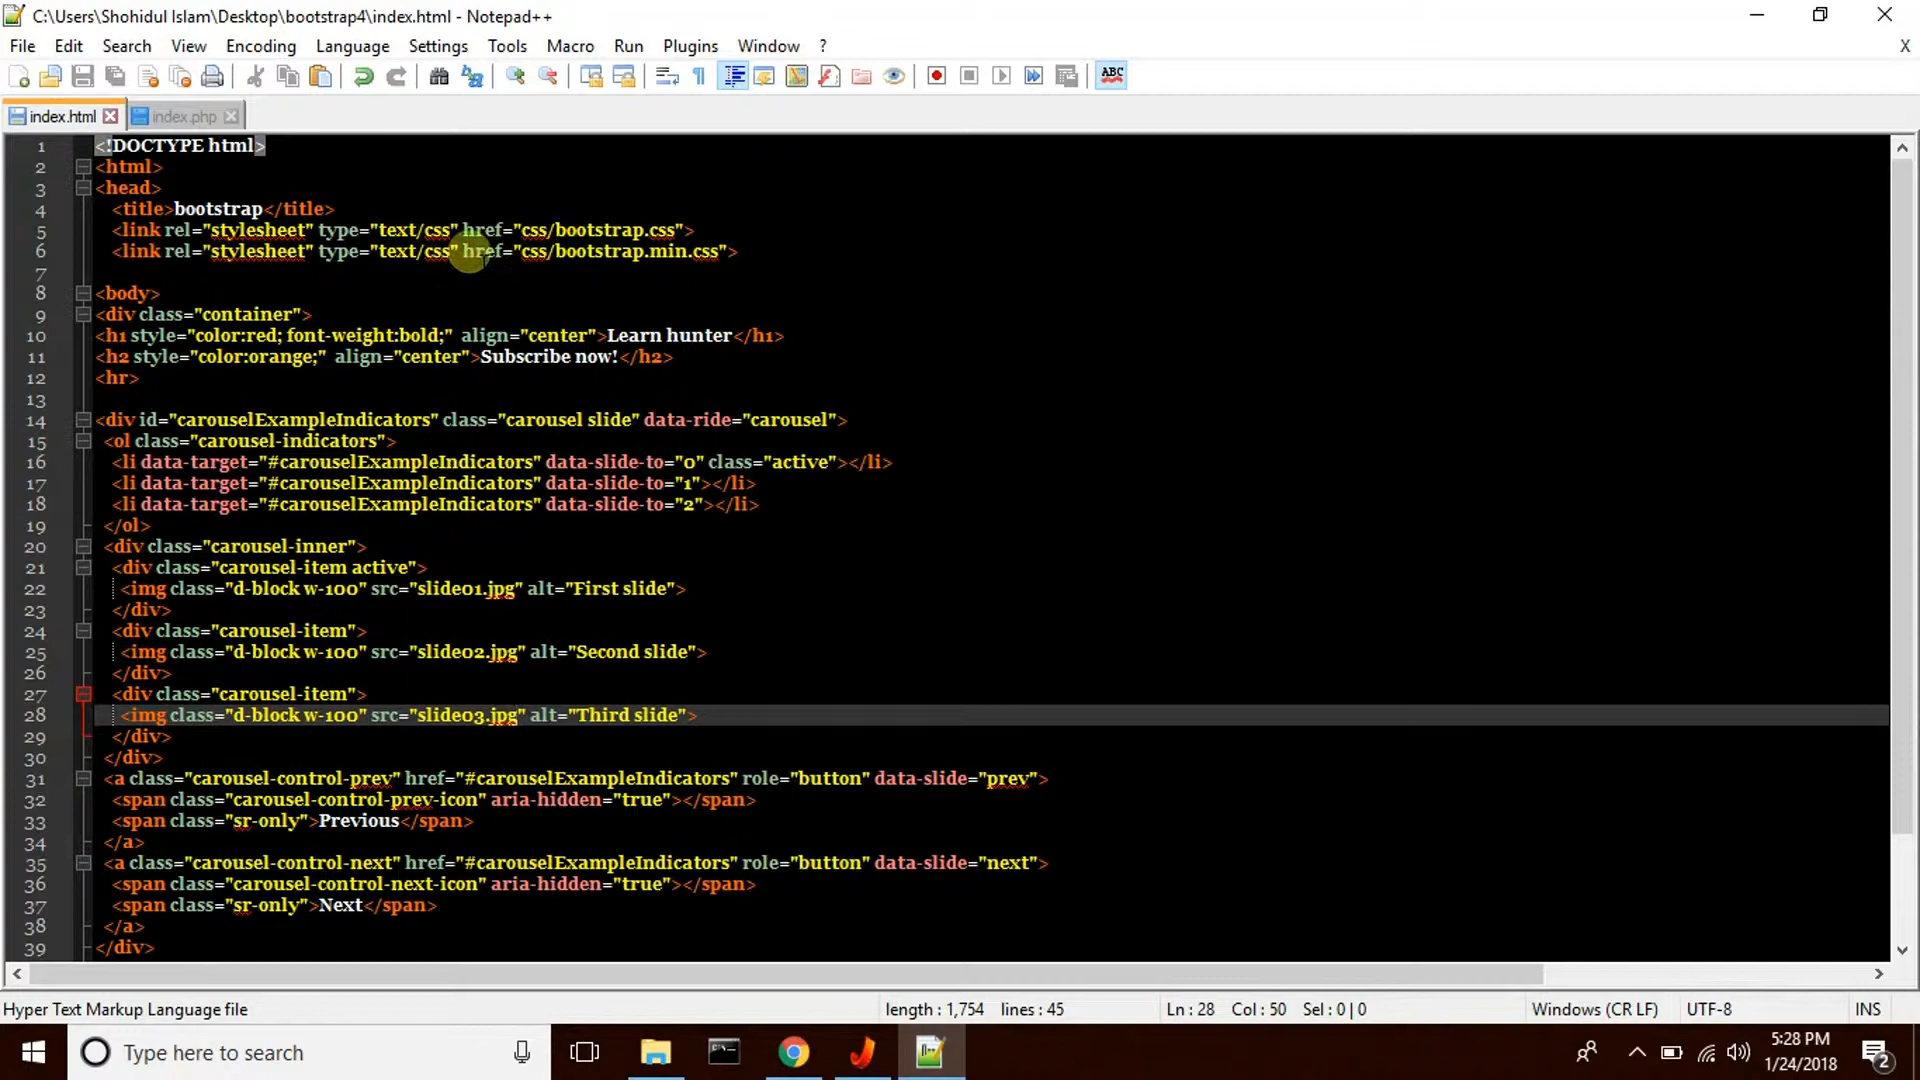 C:\Users\Shohidul Islam\Desktop\bootstrap4\index.html - Notepad++
File Edit Search View Encoding Language Settings Tools Macro Run Plugins Window ? X
ABC
index.html index.php
1 <!DOCTYPE html>
2 <html>
3 <head>
4 <title>bootstrap</title>
5 <link rel="stylesheet" type="text/css" href="css/bootstrap.css">
6 <link rel="stylesheet" type="text/css" href="css/bootstrap.min.css">
7
8 <body>
9 <div class="container">
10 <h1 style="color:red; font-weight:bold;" align="center">Learn hunter</h1>
11 <h2 style="color:orange;" align="center">Subscribe now!</h2>
12 <hr>
13
14 <div id="carouselExampleIndicators" class="carousel slide" data-ride="carousel">
15 <ol class="carousel-indicators">
16 <li data-target="#carouselExampleIndicators" data-slide-to="0" class="active"></li>
17 <li data-target="#carouselExampleIndicators" data-slide-to="1"></li>
18 <li data-target="#carouselExampleIndicators" data-slide-to="2"></li>
19 </ol>
20 <div class="carousel-inner">
21 <div class="carousel-item active">
22 <img class="d-block w-100" src="slide01.jpg" alt="First slide">
23 </div>
24 <div class="carousel-item">
25 <img class="d-block w-100" src="slide02.jpg" alt="Second slide">
26 </div>
27 <div class="carousel-item">
28 <img class="d-block w-100" src="slide03.jpg" alt="Third slide">
29 </div>
30 </div>
31 <a class="carousel-control-prev" href="#carouselExampleIndicators" role="button" data-slide="prev">
32 <span class="carousel-control-prev-icon" aria-hidden="true"></span>
33 <span class="sr-only">Previous</span>
34 </a>
35 <a class="carousel-control-next" href="#carouselExampleIndicators" role="button" data-slide="next">
36 <span class="carousel-control-next-icon" aria-hidden="true"></span>
37 <span class="sr-only">Next</span>
38 </a>
39 </div>
Hyper Text Markup Language file length : 1,754 lines : 45 Ln : 28 Col : 50 Sel : 0 | 0 Windows (CR LF) UTF-8 INS
Type here to search
5:28 PM
1/24/2018
2